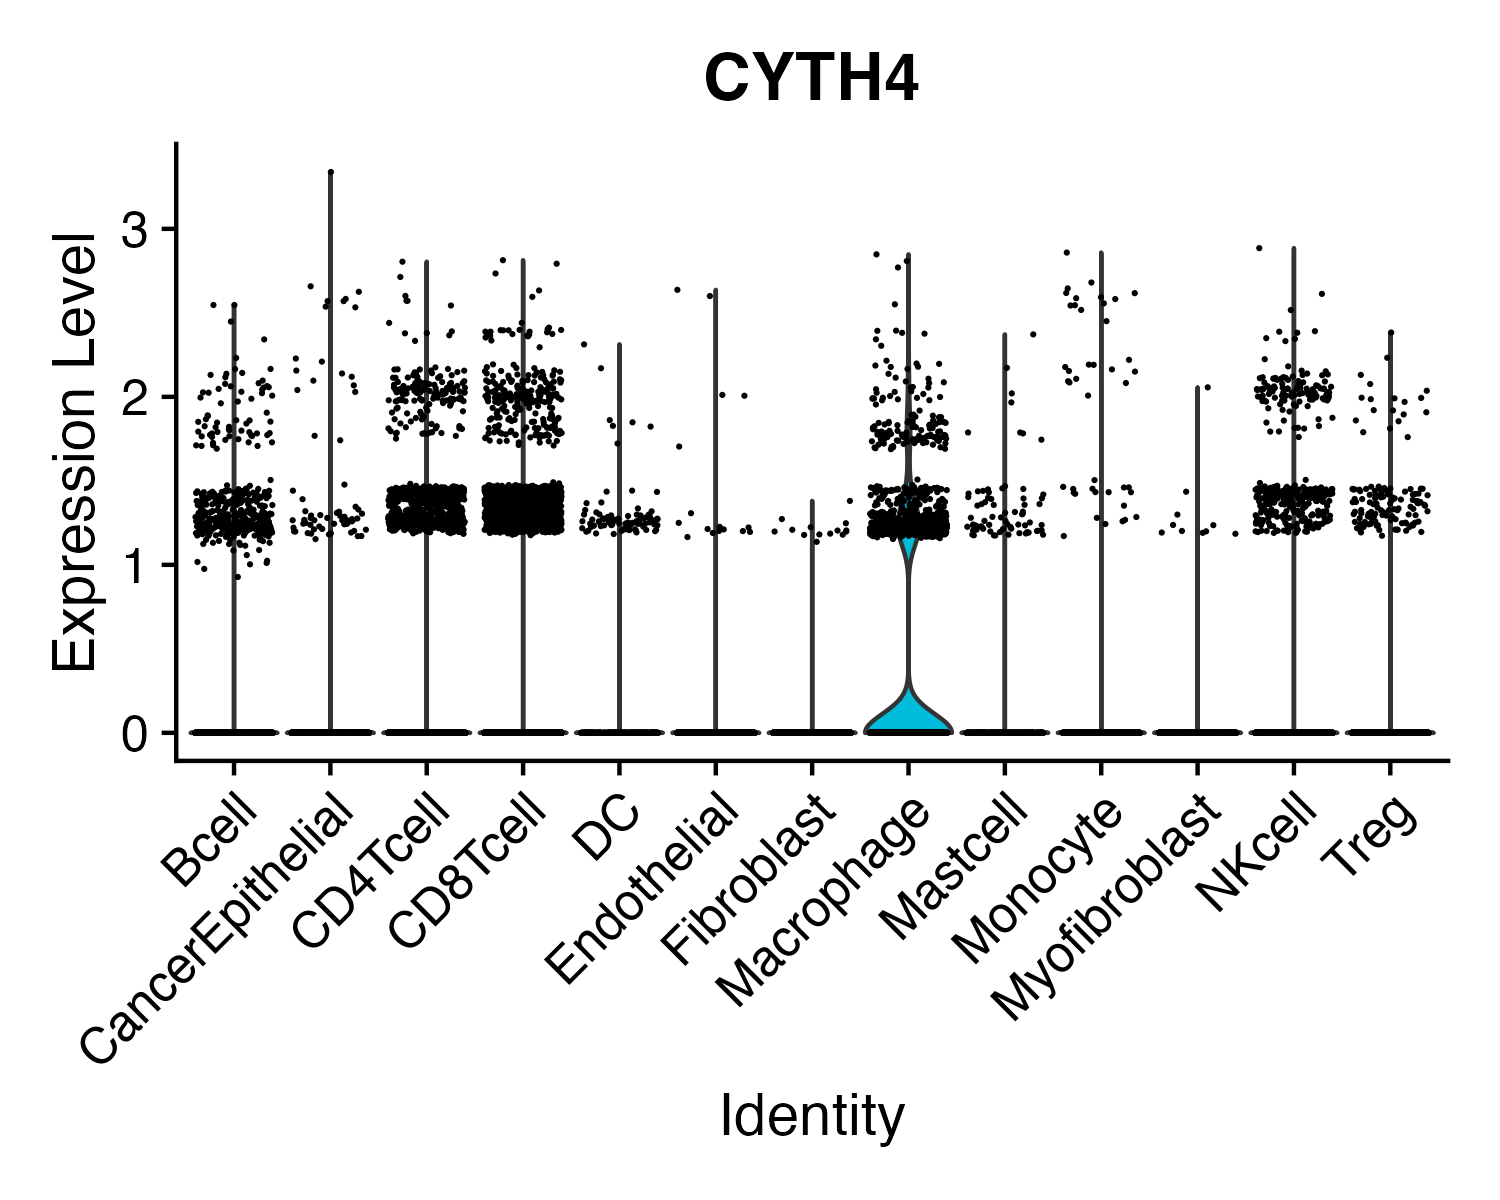 CYTH4
Expression Level
3
2
1
0
Bcell
CancerEpithelial
CD4Tcell
CD8Tcell
DC
Endothelial
Fibroblast
Macrophage
Mastcell
Monocyte
Myofibroblast
NKcell
Treg
Identity